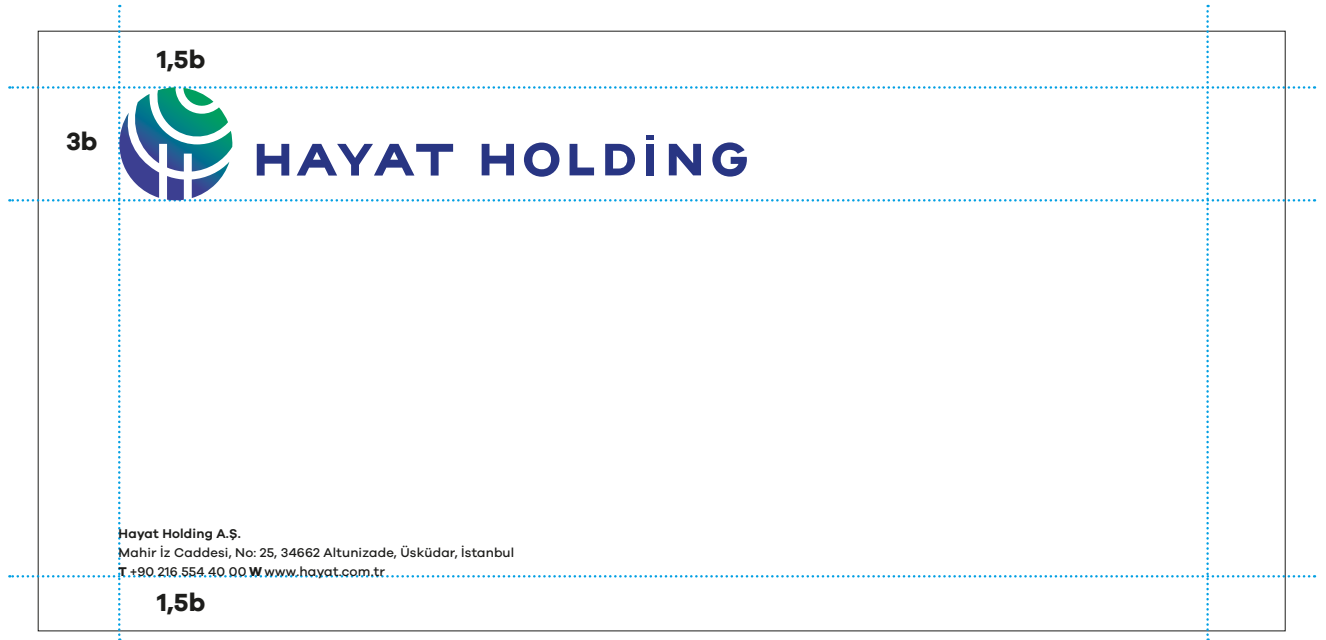 1,5b
3b
HAYAT HOLDİNG
Hayat Holding A.Ş.
Mahir İz Caddesi, No: 25, 34662 Altunizade, Üsküdar, İstanbul
T +90 216 554 40 00 W www.hayat.com.tr
1,5b